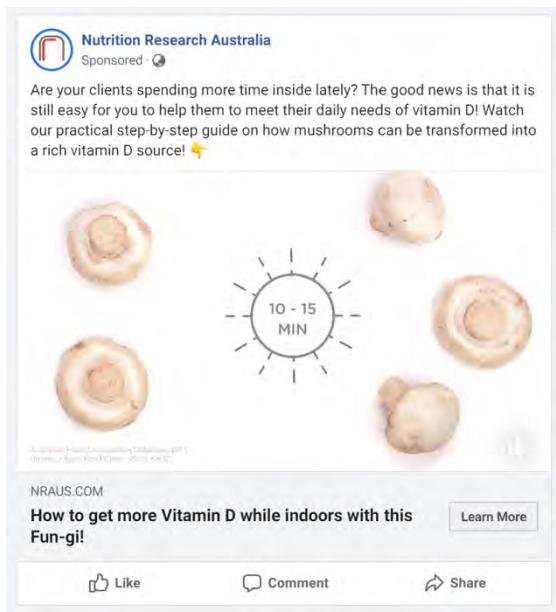 Nutrition Research Australia
Sponsored ·
Are your clients spending more time inside lately? The good news is that it is
still easy for you to help them to meet their daily needs of vitamin D! Watch
our practical step-by-step guide on how mushrooms can be transformed into
a rich vitamin D source! 👇
10 - 15
MIN
NRAUS.COM
How to get more Vitamin D while indoors with this
Fun-gi!
Learn More
Like
Comment
Share